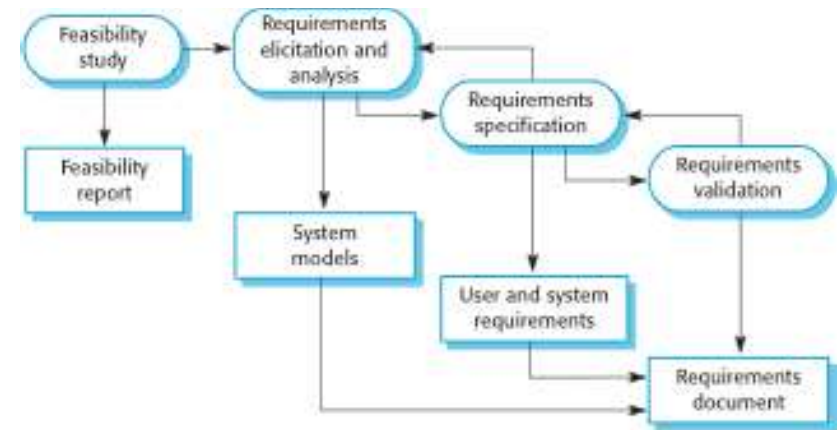 Feasibility
study
Requirements
elicitation and
analysis
Requirements
specification
Requirements
validation
Feasibility
report
System
models
User and system
requirements
Requirements
document